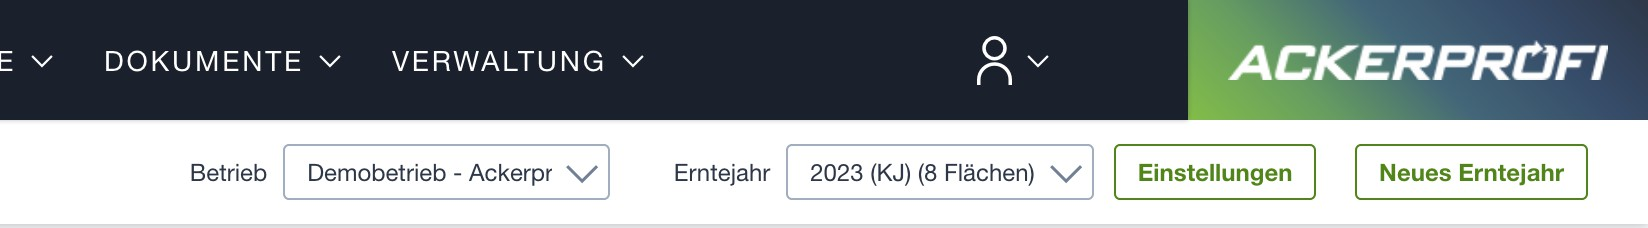 E DOKUMENTE VERWALTUNG ACKERPROFI
Betrieb Demobetrieb - Ackerpr Erntejahr 2023 (KJ) (8 Flächen) Einstellungen Neues Erntejahr